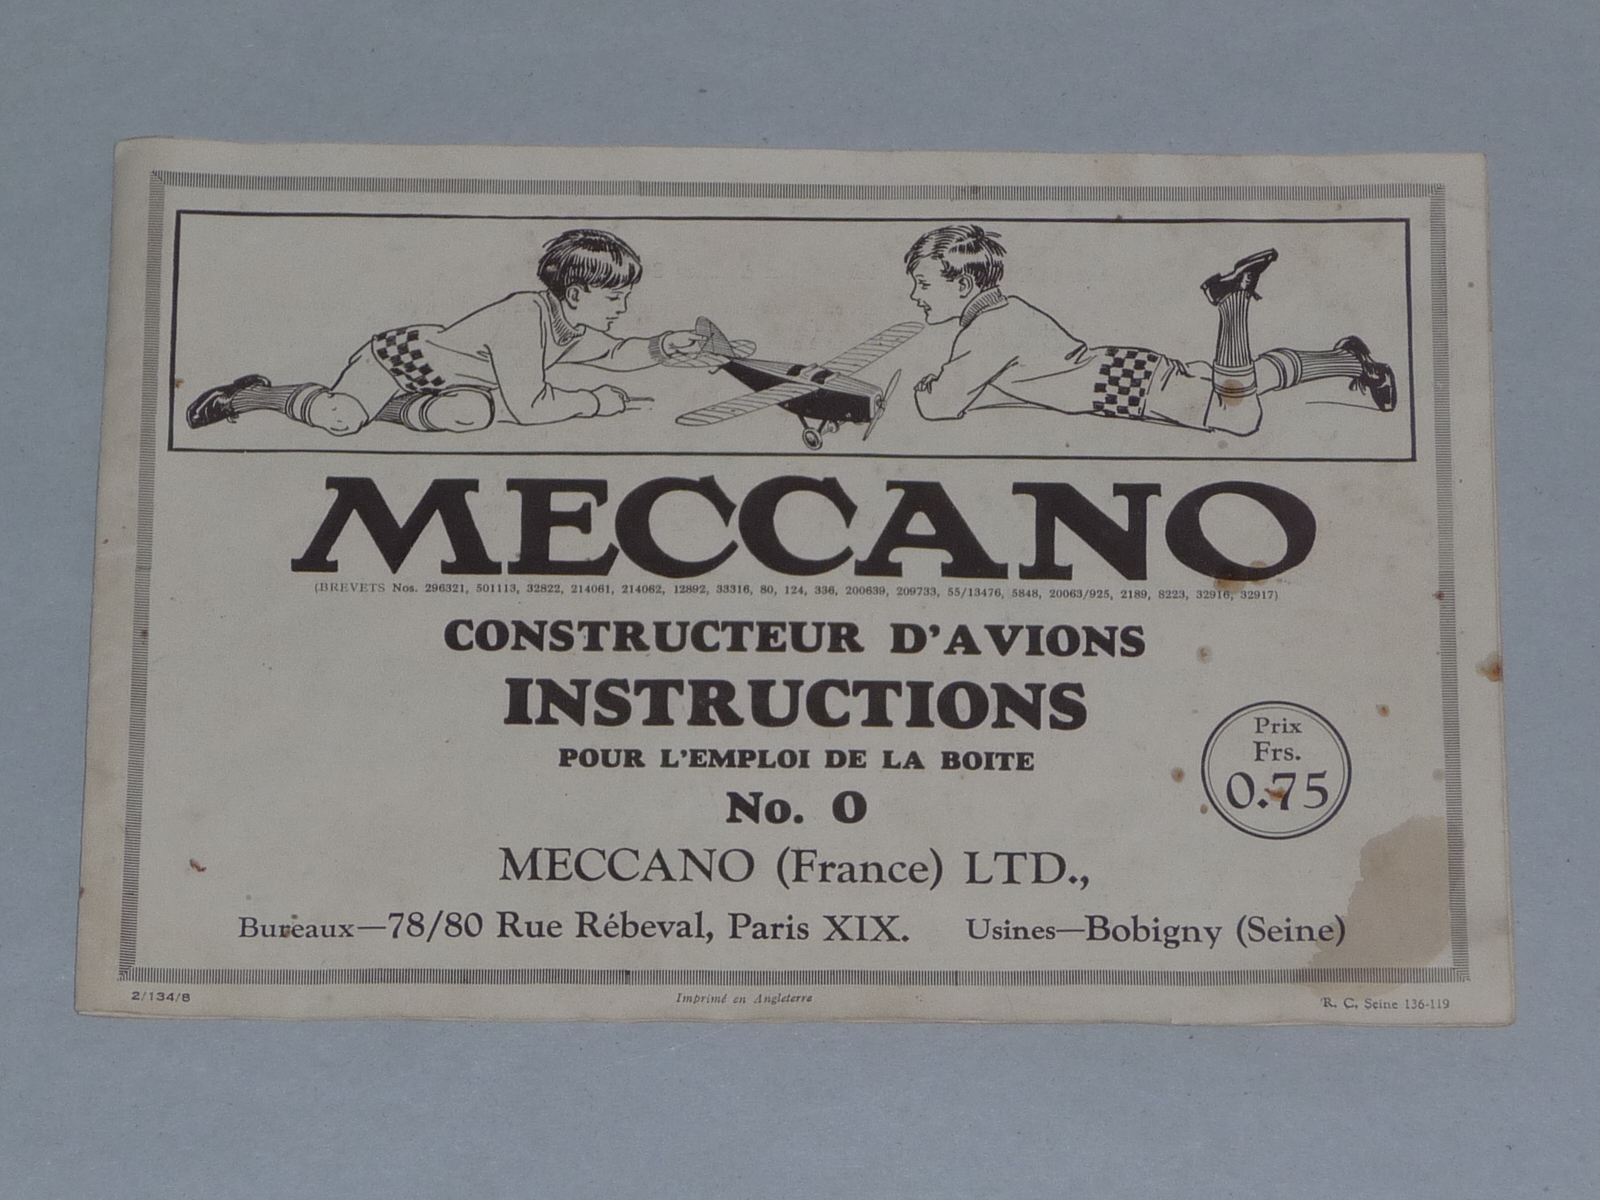 MECCANO
(BREVETS Nos. 296321, 501113, 32822, 214061, 214062, 12892, 33316, 80, 124, 336, 200639, 209733, 55/13476, 5848, 20063/925, 2189, 8223, 32916, 32917)
CONSTRUCTEUR D'AVIONS
INSTRUCTIONS
POUR L'EMPLOI DE LA BOITE
No. 0
Prix
Frs.
0.75
MECCANO (France) LTD.,
Bureaux—78/80 Rue Rébeval, Paris XIX. Usines—Bobigny (Seine)
2/134/8 Imprimé en Angleterre R. C. Seine 136-119